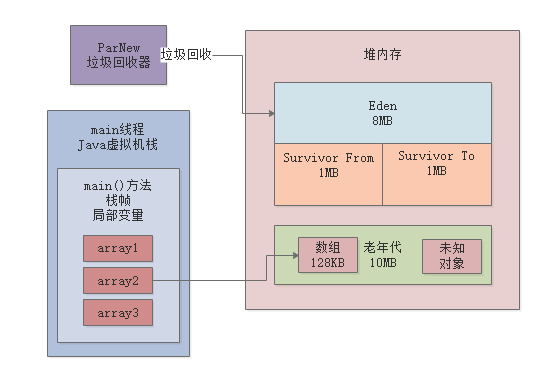 ParNew
垃圾回收器
垃圾回收
堆内存
Eden
8MB
Survivor From
1MB
Survivor To
1MB
main线程
Java虚拟机栈
main()方法
栈帧
局部变量
array1
array2
array3
数组
128KB
老年代
10MB
未知
对象